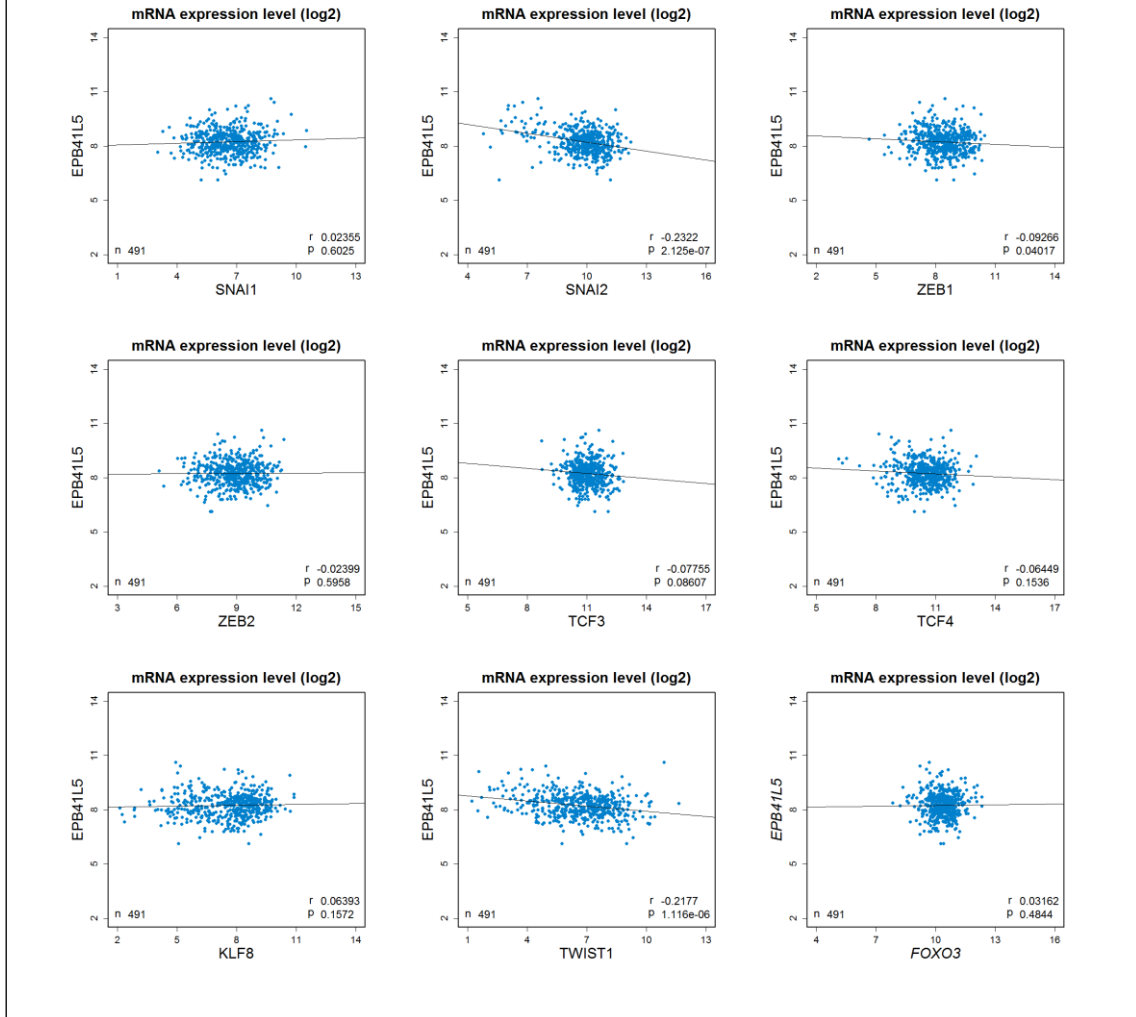 mRNA expression level (log2) mRNA expression level (log2) mRNA expression level (log2)
14 14 14
11 11 11
EPB41L5 EPB41L5 EPB41L5
8 8 8
5 5 5
r 0.02355 r -0.2322 r -0.09266
n 491 p 0.6025 n 491 p 2.125e-07 n 491 p 0.04017
2 2 2
1 4 7 10 13 4 7 10 13 16 2 5 8 11 14
SNAI1 SNAI2 ZEB1
mRNA expression level (log2) mRNA expression level (log2) mRNA expression level (log2)
14 14 14
11 11 11
EPB41L5 EPB41L5 EPB41L5
8 8 8
5 5 5
r -0.02399 r -0.07755 r -0.06449
n 491 p 0.5958 n 491 p 0.08607 n 491 p 0.1536
2 2 2
3 6 9 12 15 5 8 11 14 17 5 8 11 14 17
ZEB2 TCF3 TCF4
mRNA expression level (log2) mRNA expression level (log2) mRNA expression level (log2)
14 14 14
11 11 11
EPB41L5 EPB41L5 EPB41L5
8 8 8
5 5 5
r 0.06393 r -0.2177 r 0.03162
n 491 p 0.1572 n 491 p 1.116e-06 n 491 p 0.4844
2 2 2
2 5 8 11 14 1 4 7 10 13 4 7 10 13 16
KLF8 TWIST1 FOXO3